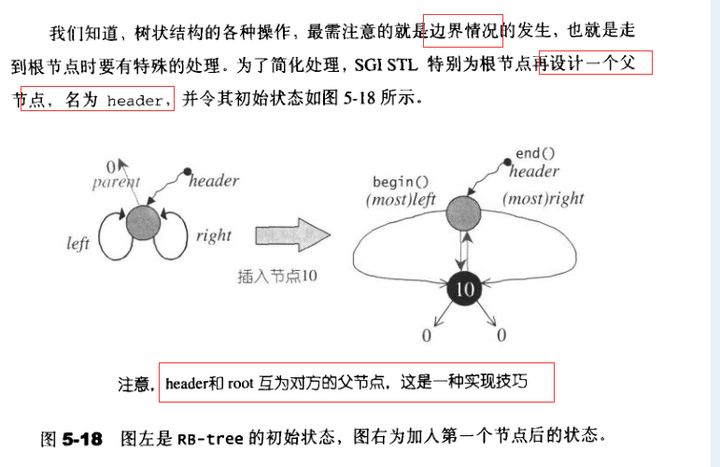 我们知道，树状结构的各种操作，最需注意的就是边界情况的发生，也就是走
到根节点时要有特殊的处理。为了简化处理，SGI STL 特别为根节点再设计一个父
节点，名为 header，并令其初始状态如图 5-18 所示。
0
parent
header
left
right
插入节点10
end()
header
begin()
(most)left
(most)right
10
0
0
注意，header和 root 互为对方的父节点，这是一种实现技巧
图 5-18 图左是 RB-tree 的初始状态，图右为加入第一个节点后的状态。